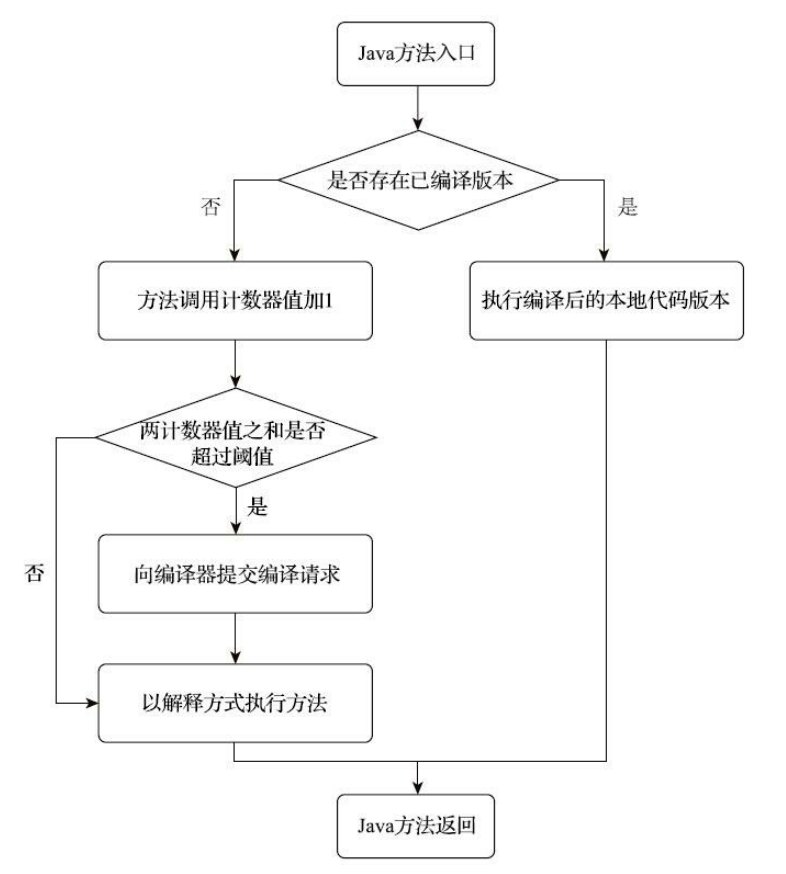 Java方法入口
是否存在已编译版本
否
是
方法调用计数器值加1
执行编译后的本地代码版本
两计数器值之和是否
超过阈值
是
否
向编译器提交编译请求
以解释方式执行方法
Java方法返回